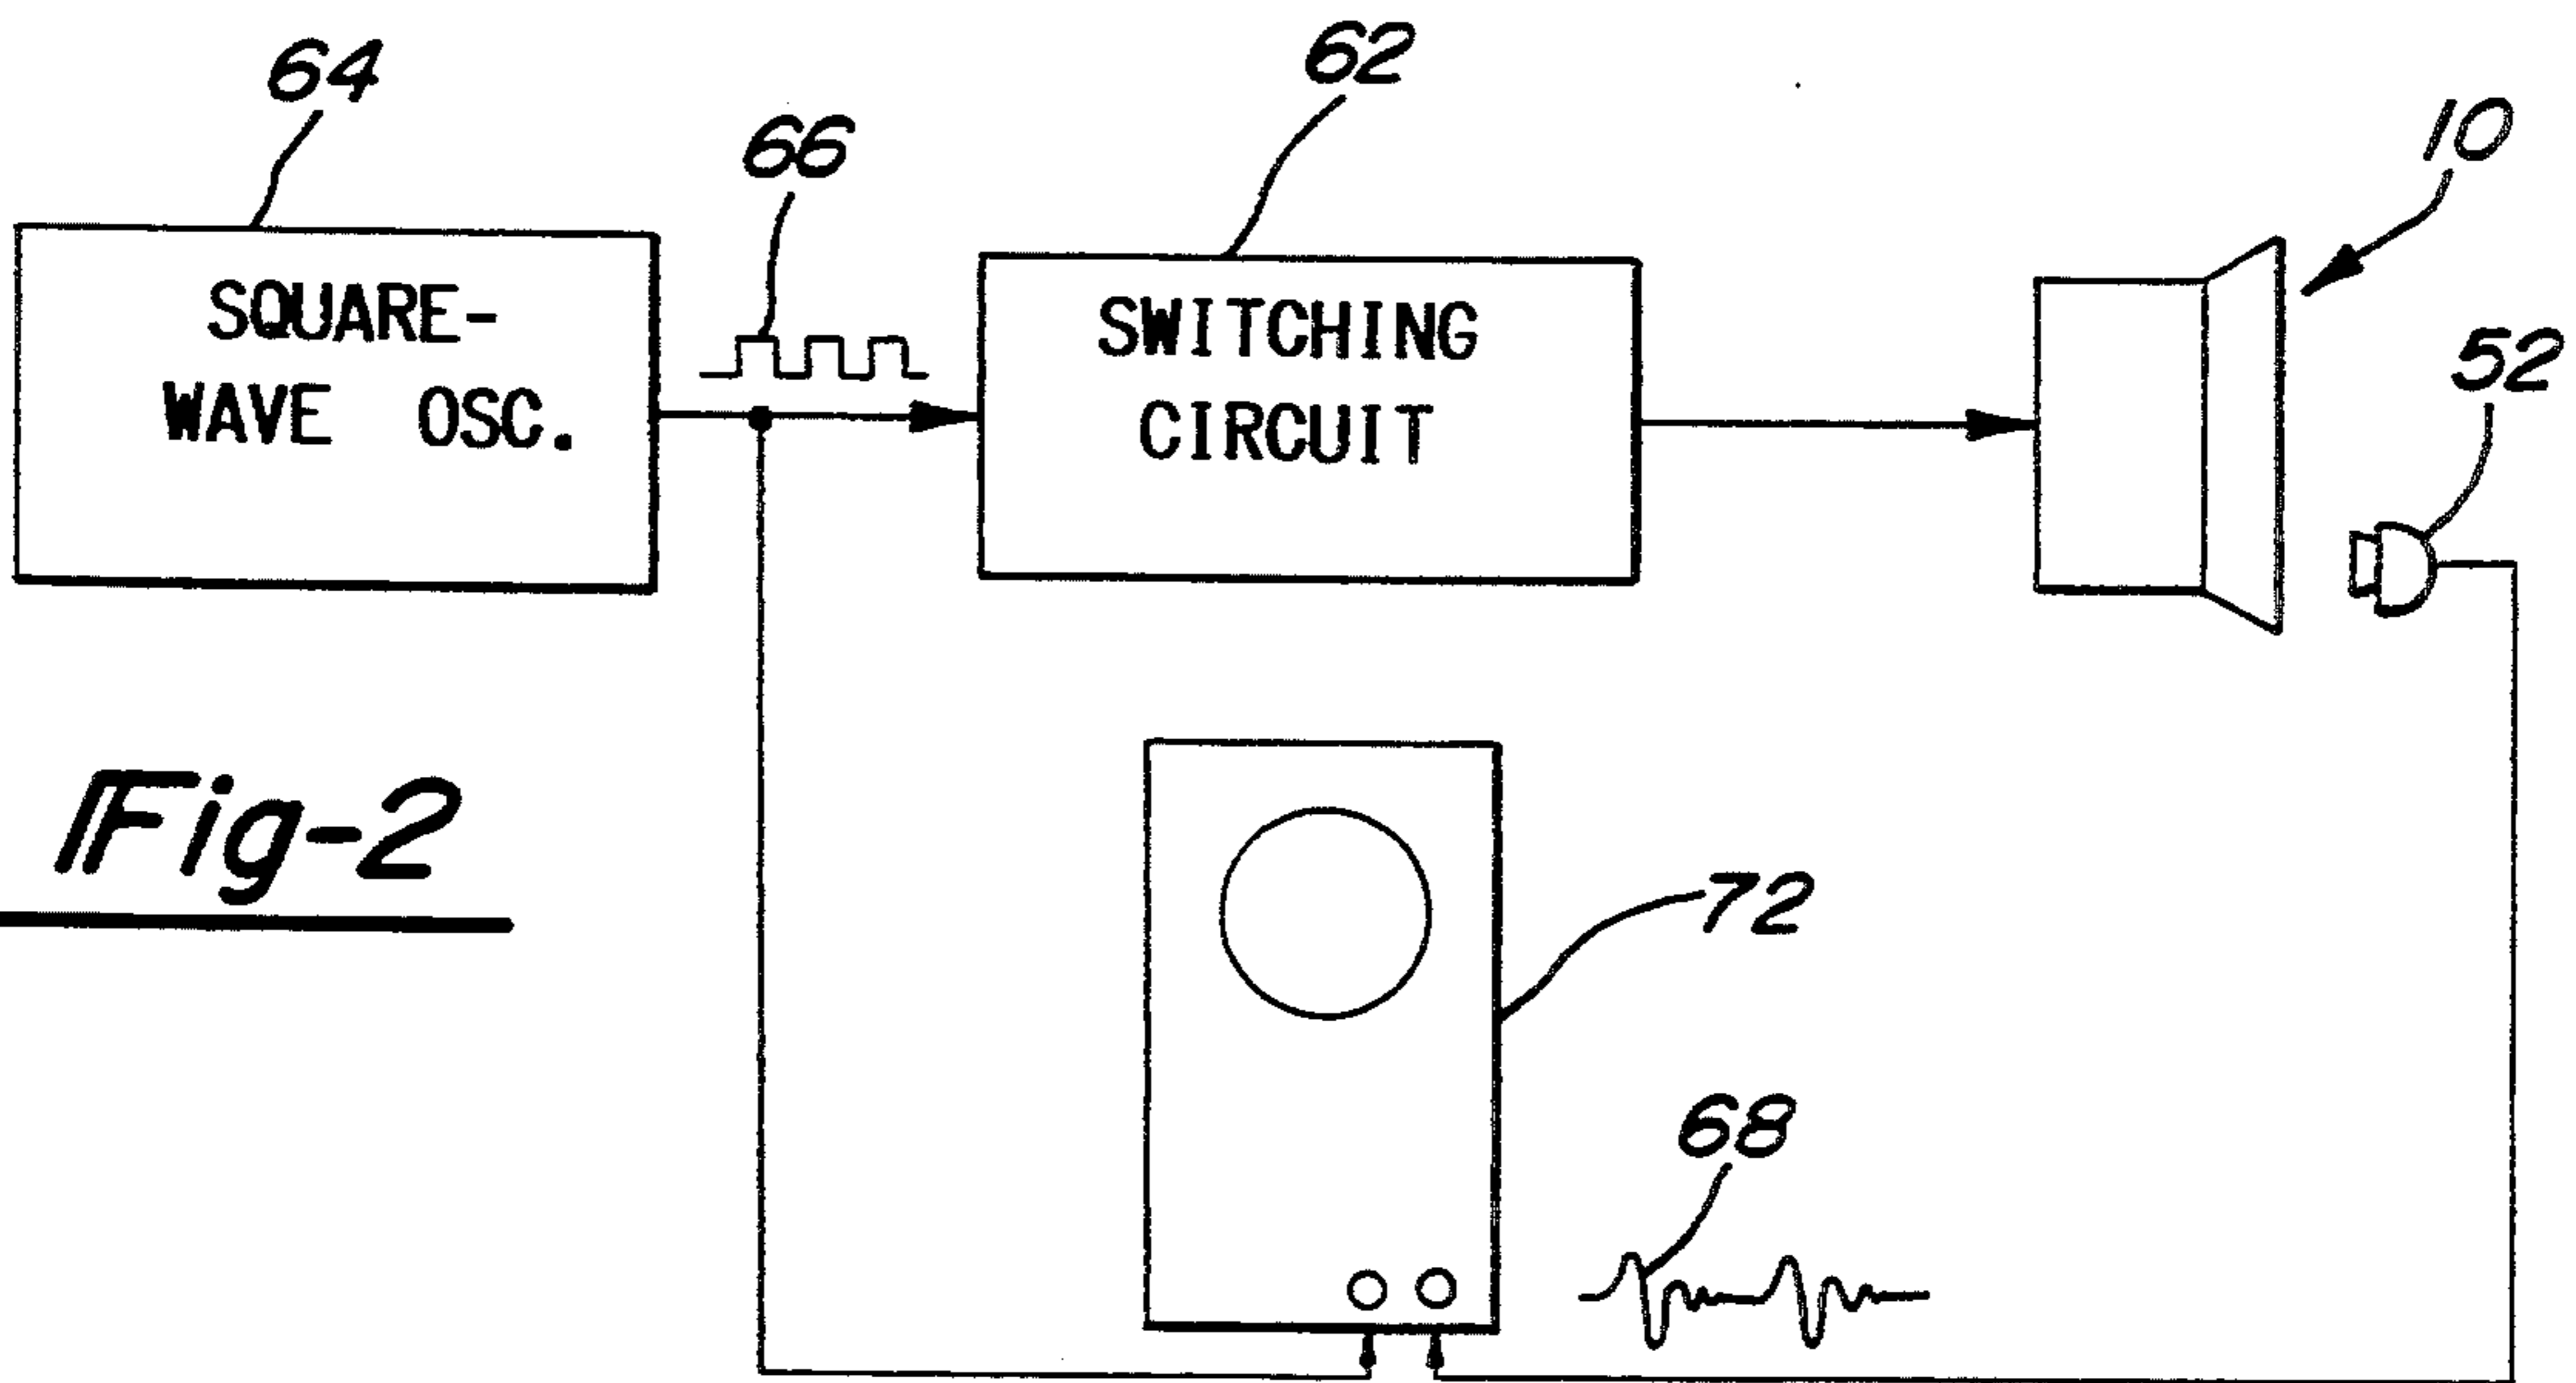 64
62
66
10
SQUARE-
WAVE OSC.
SWITCHING
CIRCUIT
52
Fig-2
72
68